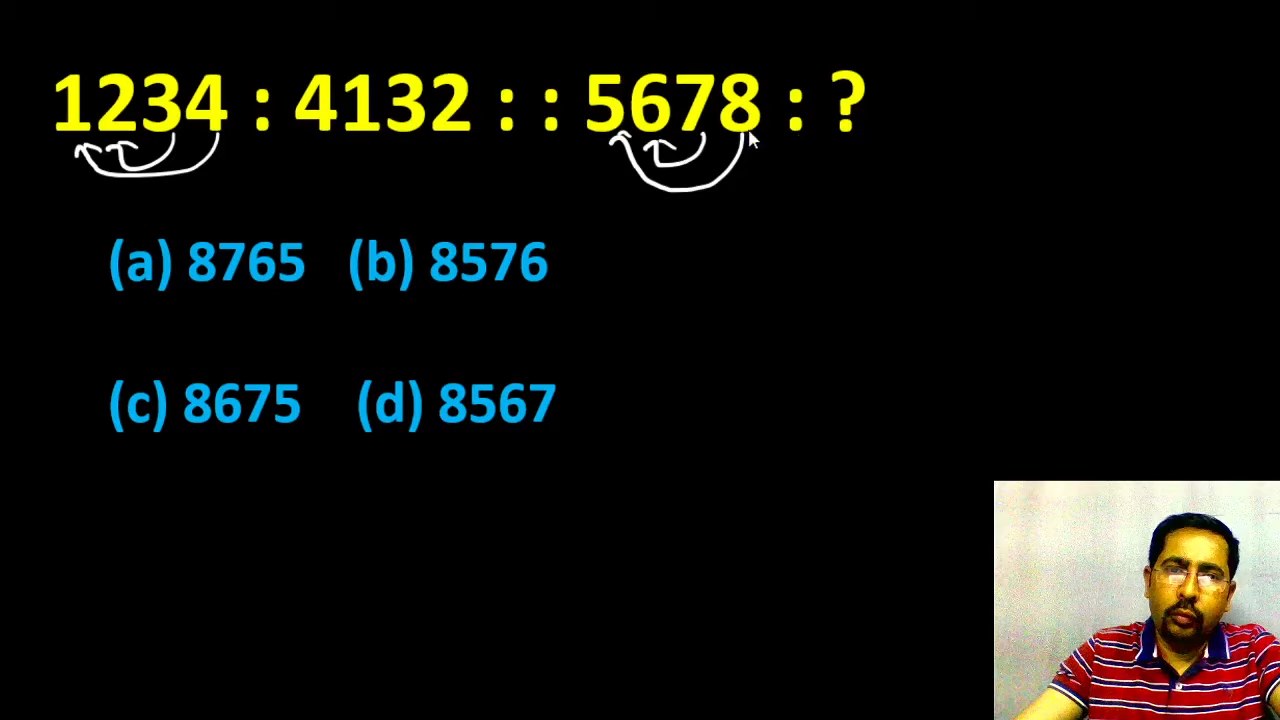 1234 : 4132 : : 5678 : ?
(a) 8765 (b) 8576
(c) 8675 (d) 8567